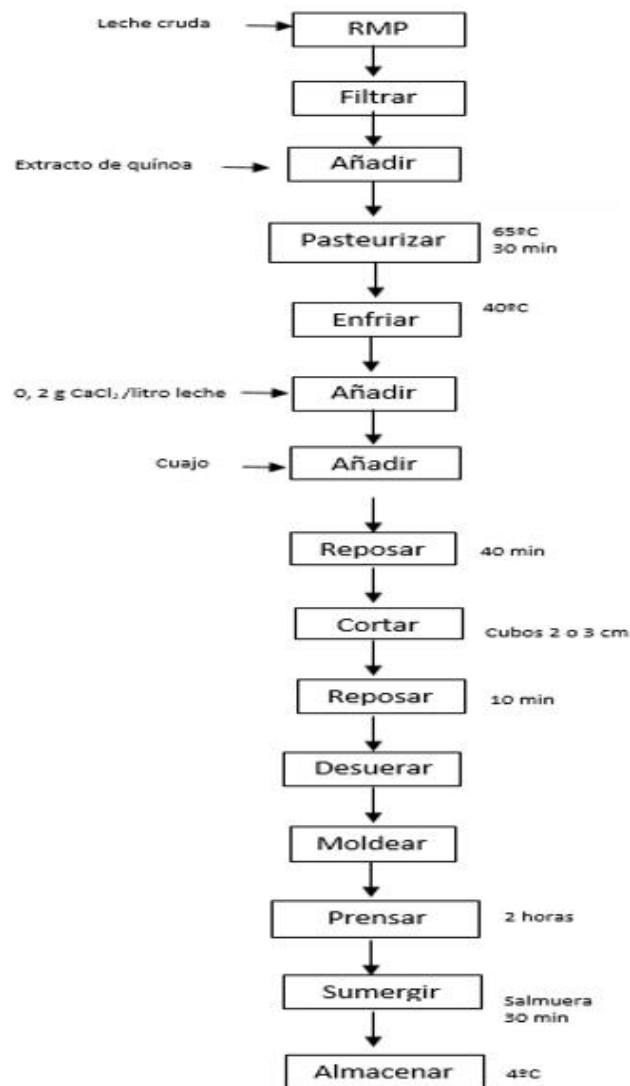 Leche cruda
RMP
Filtrar
Extracto de quínoa
Añadir
Pasteurizar
65ºC
30 min
Enfriar
40ºC
0, 2 g CaCl₂ /litro leche
Añadir
Cuajo
Añadir
Reposar
40 min
Cortar
Cubos 2 o 3 cm
Reposar
10 min
Desuerar
Moldear
Prensar
2 horas
Sumergir
Salmuera
30 min
Almacenar
4ºC